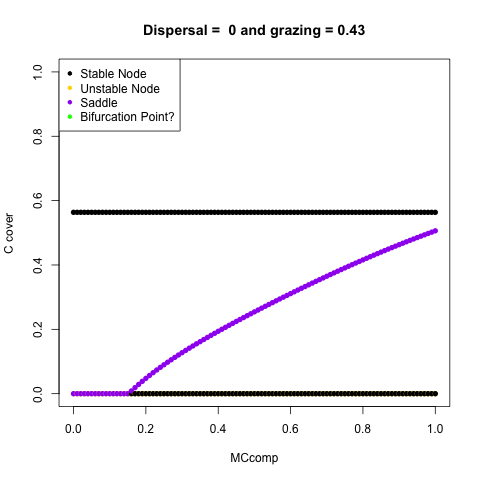 Dispersal =  0 and grazing = 0.43
Stable Node
Unstable Node
Saddle
Bifurcation Point?
1.0
0.8
0.6
0.4
0.2
0.0
C cover
0.0 0.2 0.4 0.6 0.8 1.0
MCcomp